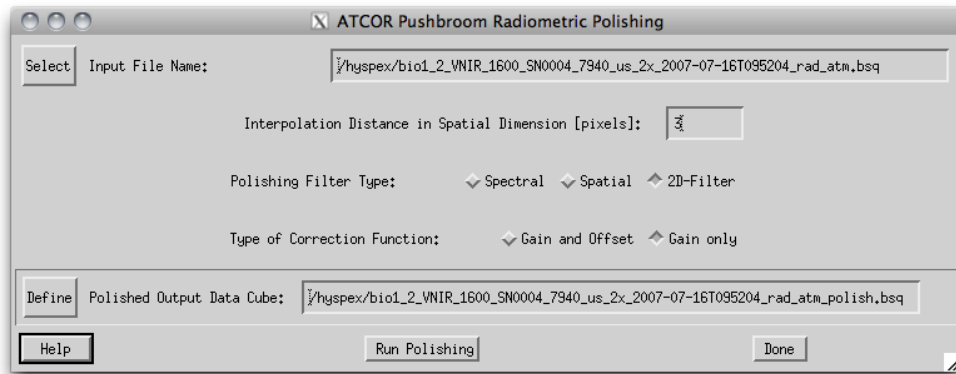 ATCOR Pushbroom Radiometric Polishing
Select Input File Name: /hyspex/bio1_2_VNIR_1600_SN0004_7940_us_2x_2007-07-16T095204_rad_atm.bsq
Interpolation Distance in Spatial Dimension [pixels]: 3
Polishing Filter Type: Spectral Spatial 2D-Filter
Type of Correction Function: Gain and Offset Gain only
Define Polished Output Data Cube: /hyspex/bio1_2_VNIR_1600_SN0004_7940_us_2x_2007-07-16T095204_rad_atm_polish.bsq
Help Run Polishing Done